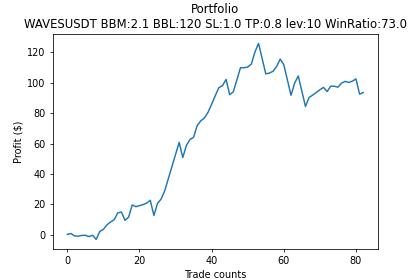 Portfolio
WAVESUSDT BBM:2.1 BBL:120 SL:1.0 TP:0.8 lev:10 WinRatio:73.0
120
100
80
60
40
20
0
Profit ($)
0 20 40 60 80
Trade counts